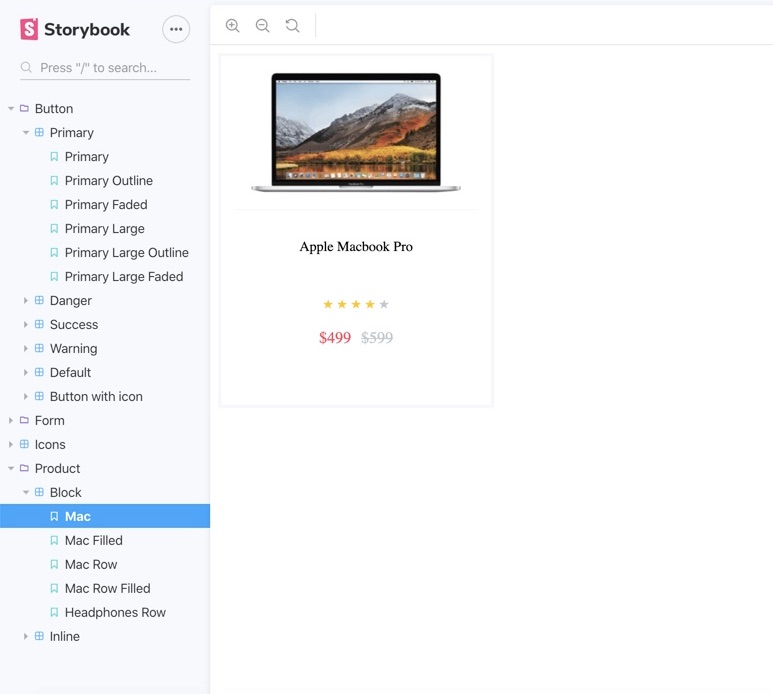 Storybook
Press "/" to search...
Button
Primary
Primary
Primary Outline
Primary Faded
Primary Large
Primary Large Outline
Primary Large Faded
Danger
Success
Warning
Default
Button with icon
Form
Icons
Product
Block
Mac
Mac Filled
Mac Row
Mac Row Filled
Headphones Row
Inline
Apple Macbook Pro
$499 $599